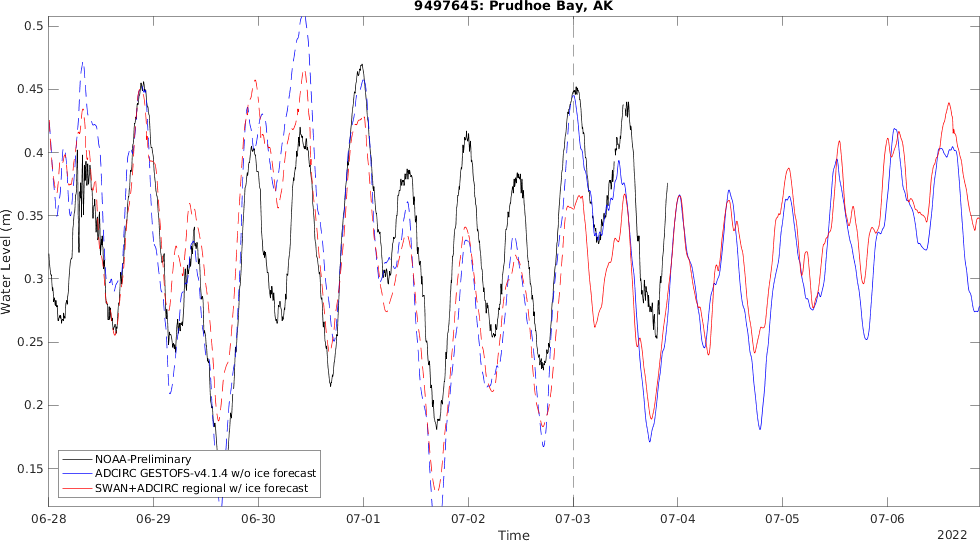 9497645: Prudhoe Bay, AK
0.5
0.45
0.4
0.35
0.3
0.25
0.2
0.15
Water Level (m)
NOAA-Preliminary
ADCIRC GESTOFS-v4.1.4 w/o ice forecast
SWAN+ADCIRC regional w/ ice forecast
06-28 06-29 06-30 07-01 07-02 07-03 07-04 07-05 07-06
Time
2022